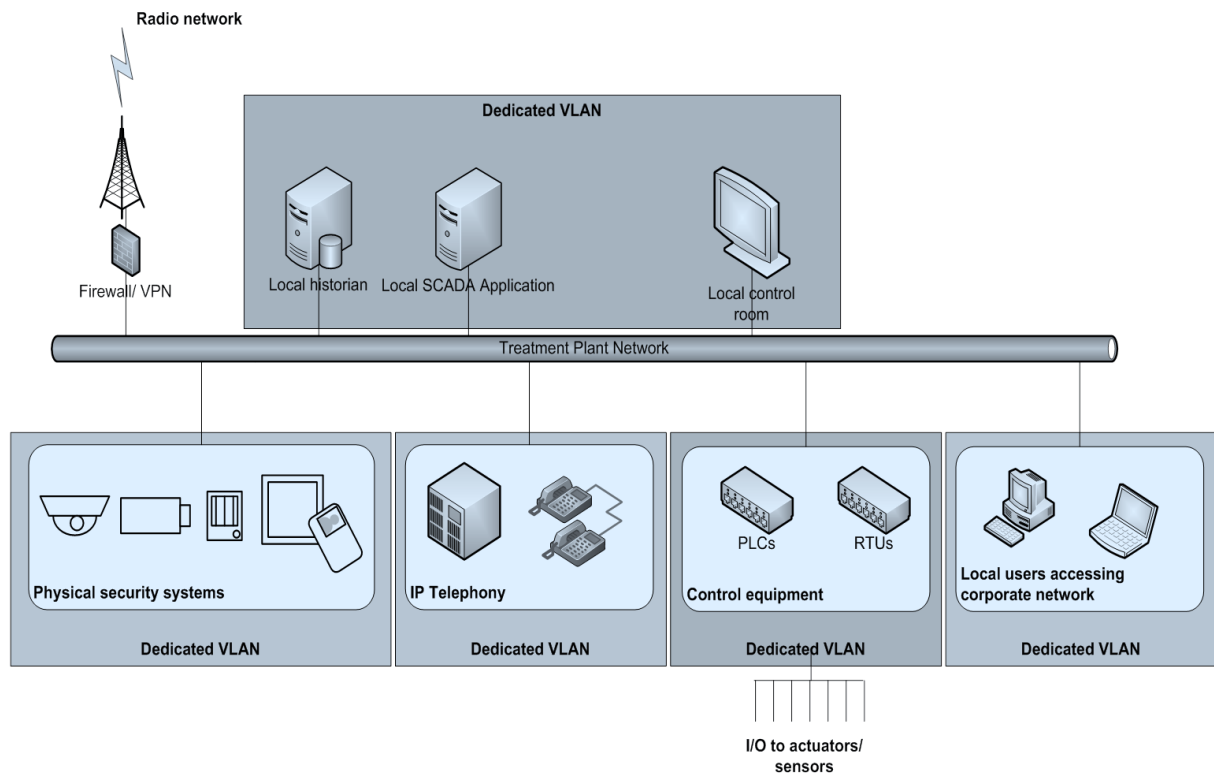 Radio network
Dedicated VLAN
Firewall/ VPN
Local historian
Local SCADA Application
Local control
room
Treatment Plant Network
Physical security systems
Dedicated VLAN
IP Telephony
Dedicated VLAN
PLCs
RTUs
Control equipment
Dedicated VLAN
Local users accessing
corporate network
Dedicated VLAN
I/O to actuators/
sensors